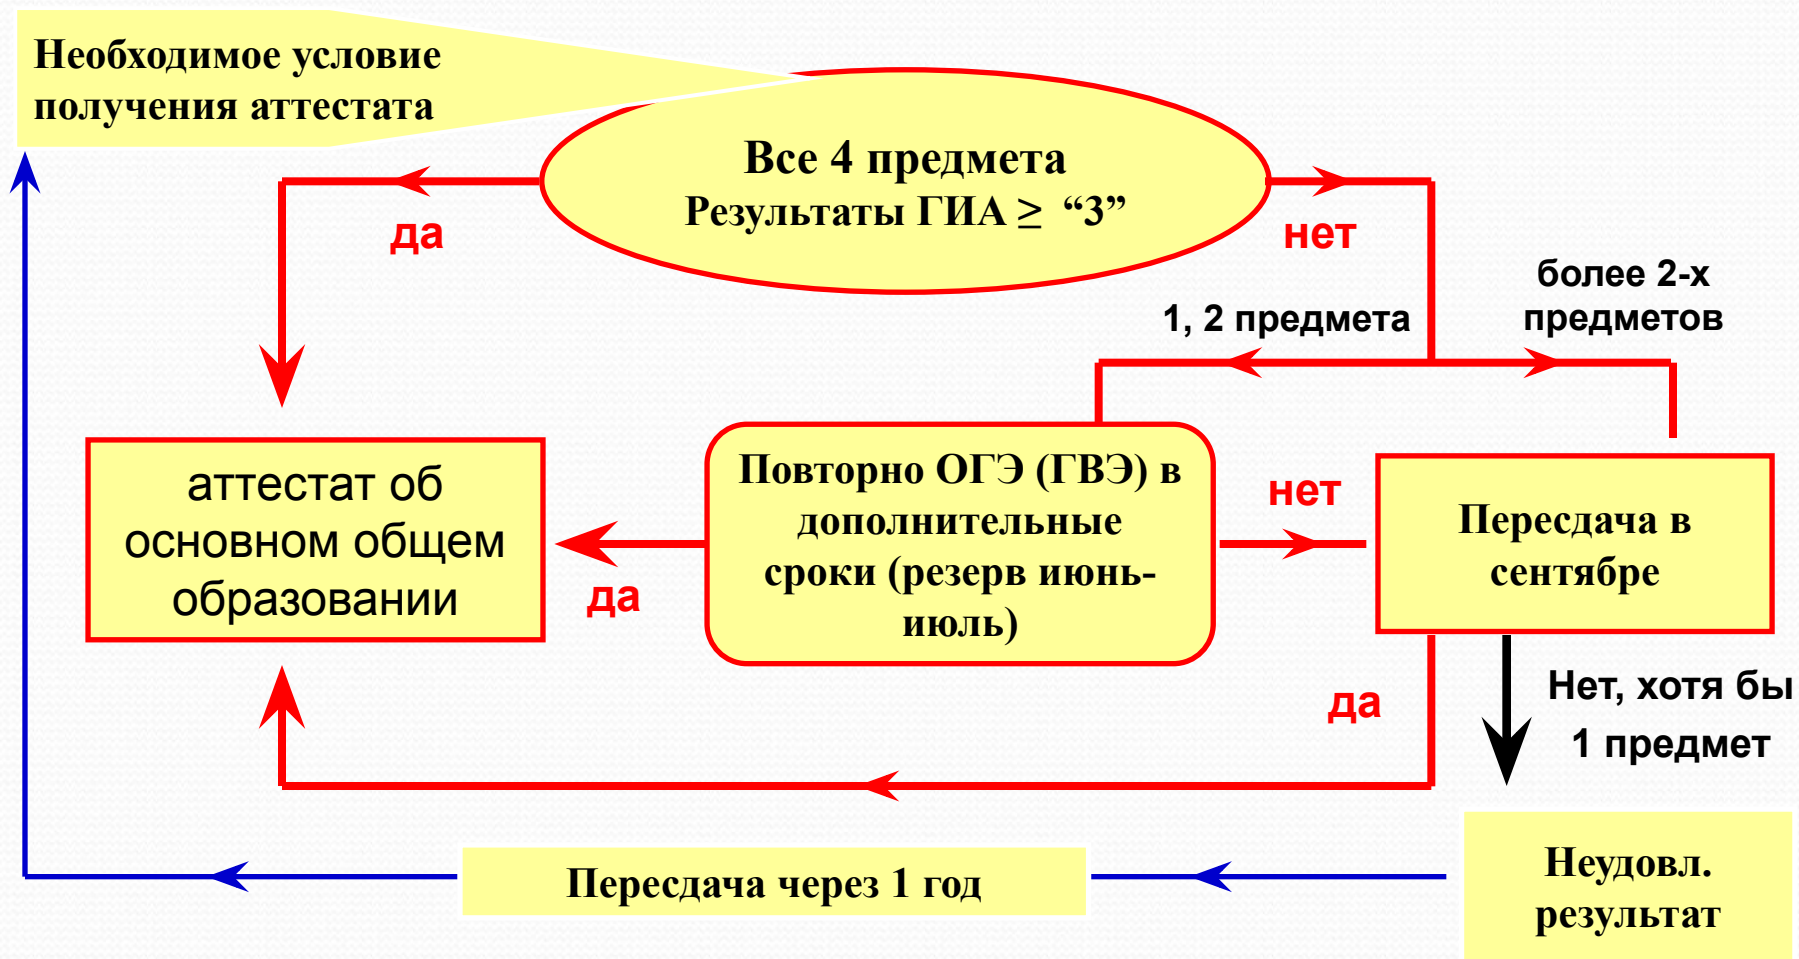 Необходимое условие
получения аттестата
Все 4 предмета
Результаты ГИА ≥ “3”
да
нет
более 2-х
предметов
1, 2 предмета
аттестат об
основном общем
образовании
Повторно ОГЭ (ГВЭ) в
дополнительные
сроки (резерв июнь-
июль)
да
нет
Пересдача в
сентябре
да
Нет, хотя бы
1 предмет
Пересдача через 1 год
Неудовл.
результат